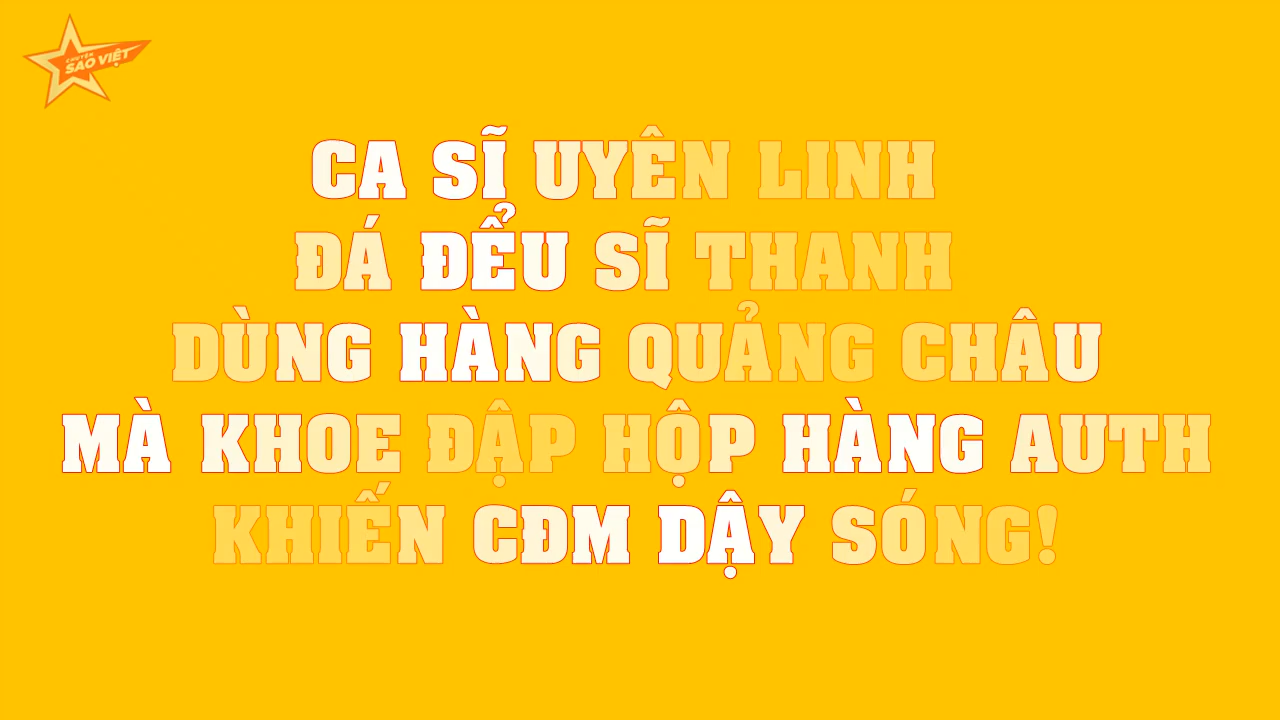 CHUYỆN
SAO VIỆT
CA SĨ UYÊN LINH
ĐÁ ĐỂU SĨ THANH
DÙNG HÀNG QUẢNG CHÂU
MÀ KHOE ĐẬP HỘP HÀNG AUTH
KHIẾN CĐM DẬY SÓNG!